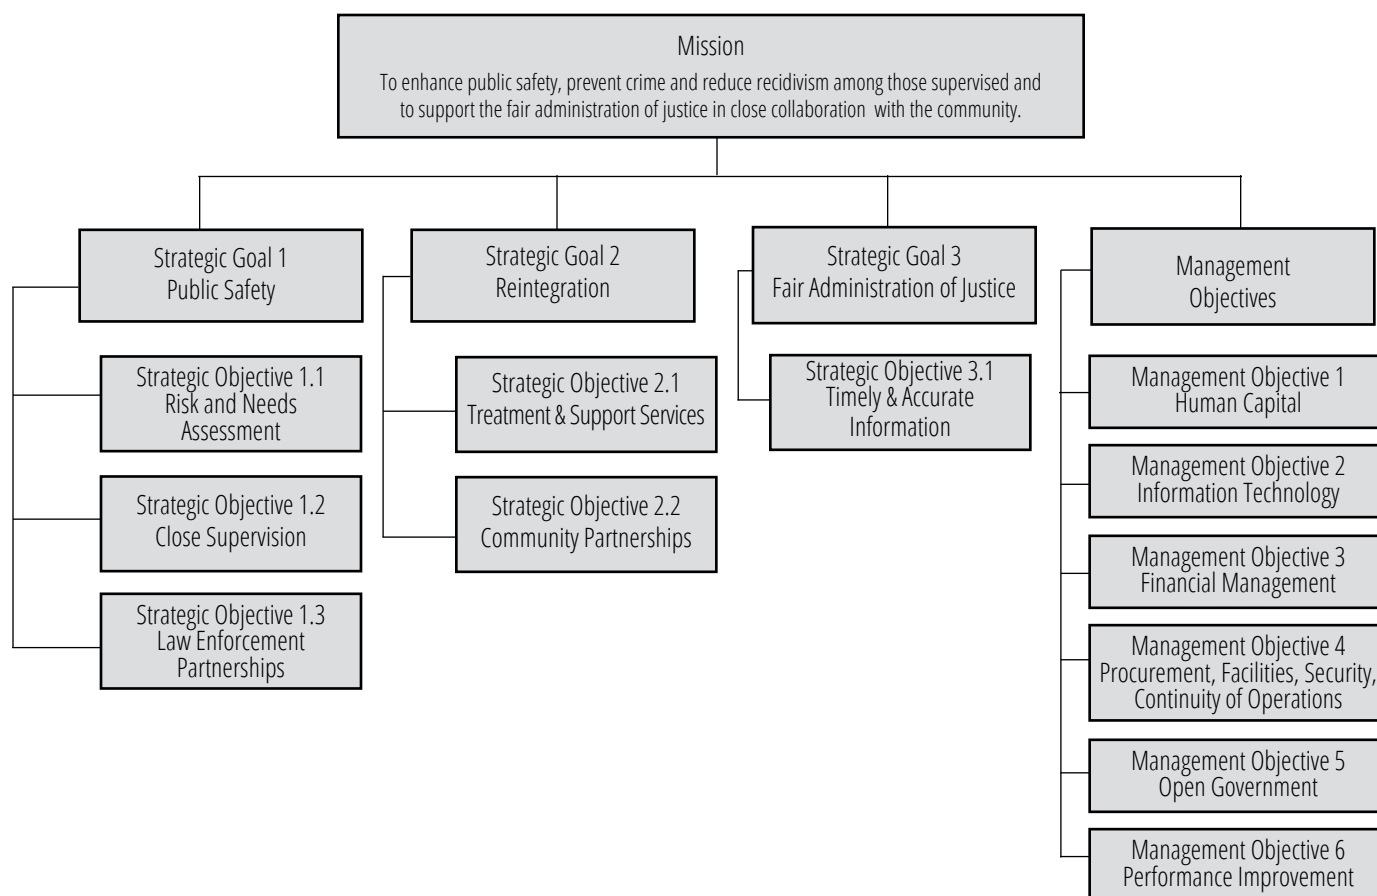 Mission
To enhance public safety, prevent crime and reduce recidivism among those supervised and
to support the fair administration of justice in close collaboration with the community.
Strategic Goal 1
Public Safety
Strategic Objective 1.1
Risk and Needs
Assessment
Strategic Objective 1.2
Close Supervision
Strategic Objective 1.3
Law Enforcement
Partnerships
Strategic Goal 2
Reintegration
Strategic Objective 2.1
Treatment & Support Services
Strategic Objective 2.2
Community Partnerships
Strategic Goal 3
Fair Administration of Justice
Strategic Objective 3.1
Timely & Accurate
Information
Management
Objectives
Management Objective 1
Human Capital
Management Objective 2
Information Technology
Management Objective 3
Financial Management
Management Objective 4
Procurement, Facilities, Security,
Continuity of Operations
Management Objective 5
Open Government
Management Objective 6
Performance Improvement